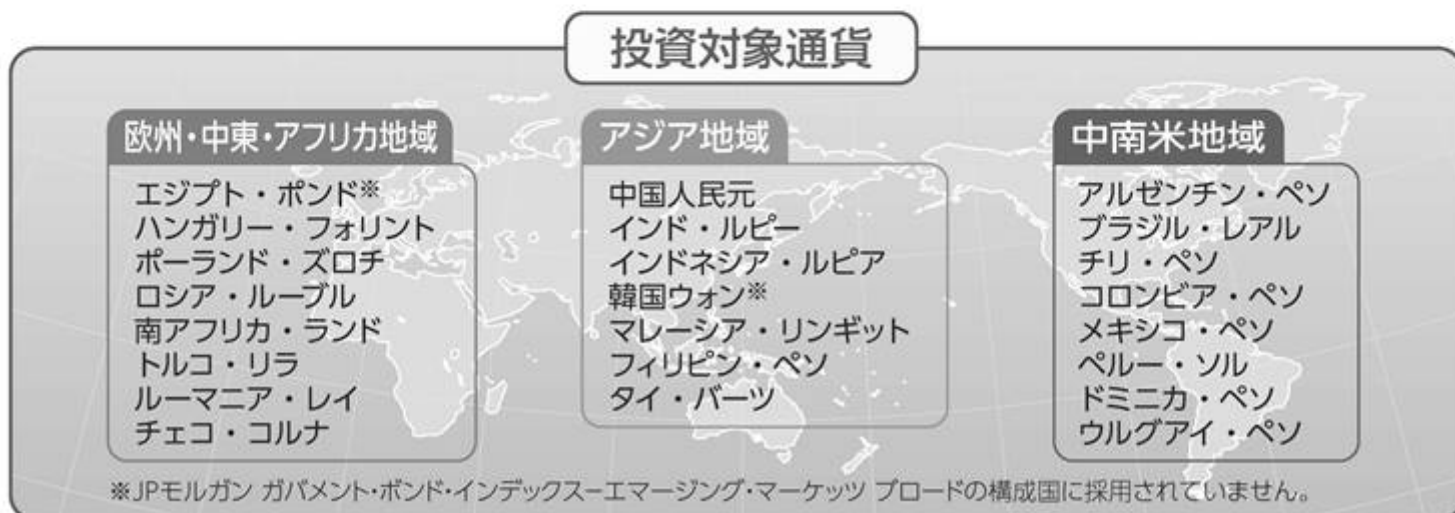 投資対象通貨
欧州・中東・アフリカ地域
エジプト・ポンド※
ハンガリー・フォリント
ポーランド・ズロチ
ロシア・ルーブル
南アフリカ・ランド
トルコ・リラ
ルーマニア・レイ
チェコ・コルナ
アジア地域
中国人民元
インド・ルピー
インドネシア・ルピア
韓国ウォン※
マレーシア・リンギット
フィリピン・ペソ
タイ・バーツ
中南米地域
アルゼンチン・ペソ
ブラジル・レアル
チリ・ペソ
コロンビア・ペソ
メキシコ・ペソ
ペルー・ソル
ドミニカ・ペソ
ウルグアイ・ペソ
※JPモルガン ガバメント・ボンド・インデックス−エマージング・マーケッツ ブロードの構成国に採用されていません。